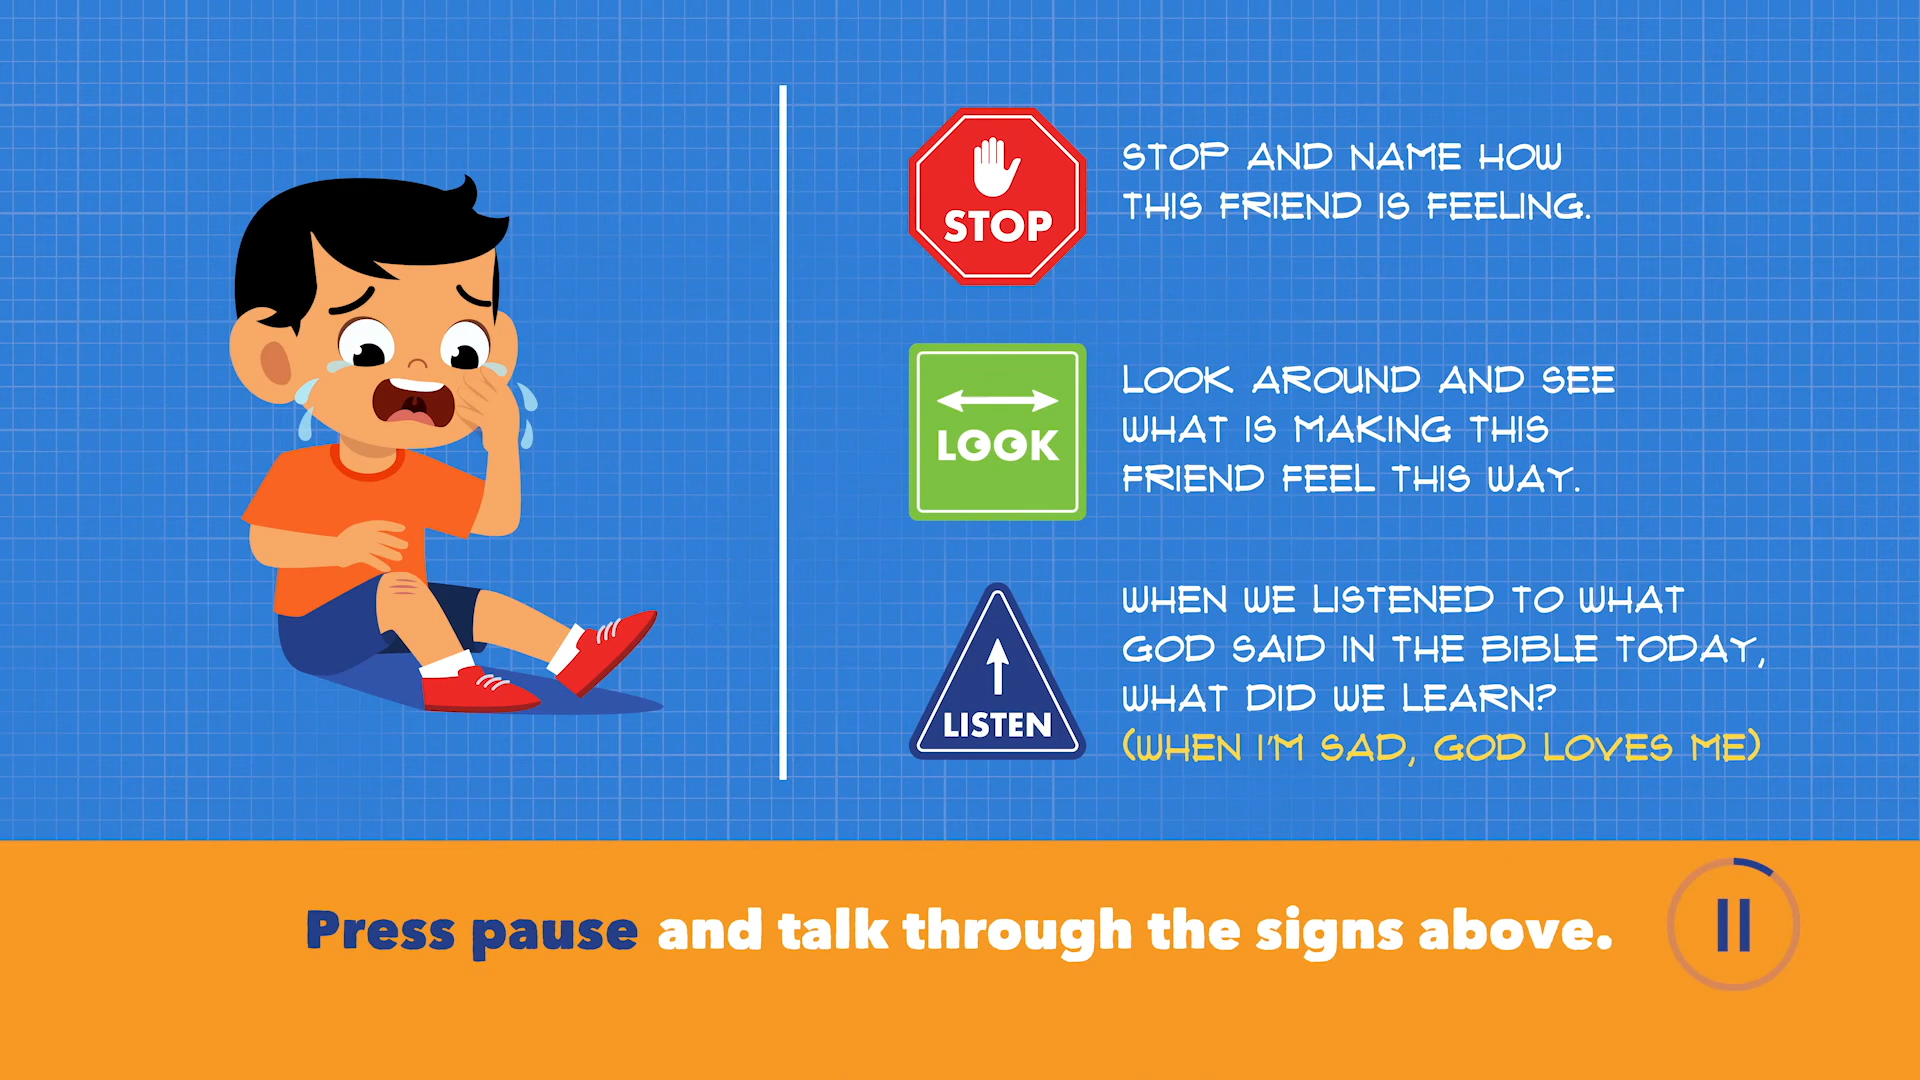 STOP
STOP AND NAME HOW
THIS FRIEND IS FEELING.
LOOK
LOOK AROUND AND SEE
WHAT IS MAKING THIS
FRIEND FEEL THIS WAY.
LISTEN
WHEN WE LISTENED TO WHAT
GOD SAID IN THE BIBLE TODAY,
WHAT DID WE LEARN?
(WHEN I'M SAD, GOD LOVES ME)
Press pause and talk through the signs above.